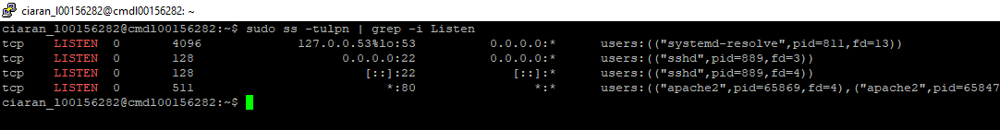 ciaran_l00156282@cmdl00156282: ~
ciaran_l00156282@cmdl00156282:~$ sudo ss -tulpn | grep -i Listen
tcp LISTEN 0 4096 127.0.0.53%lo:53 0.0.0.0:* users:(("systemd-resolve",pid=811,fd=13))
tcp LISTEN 0 128 0.0.0.0:22 0.0.0.0:* users:(("sshd",pid=889,fd=3))
tcp LISTEN 0 128 [::]:22 [::]:* users:(("sshd",pid=889,fd=4))
tcp LISTEN 0 511 *:80 *:* users:(("apache2",pid=65869,fd=4),("apache2",pid=65847
ciaran_l00156282@cmdl00156282:~$